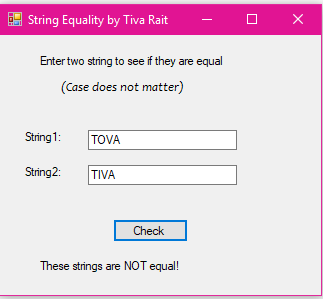 String Equality by Tiva Rait
Enter two string to see if they are equal
(Case does not matter)
String1: TOVA
String2: TIVA
Check
These strings are NOT equal!